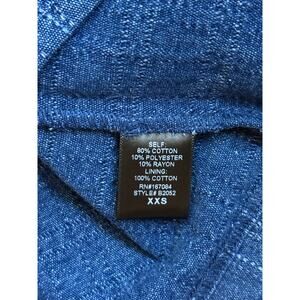 SELF:
80% COTTON
10% POLYESTER
10% RAYON
LINING:
100% COTTON
RN#167084
STYLE# B2052
XXS